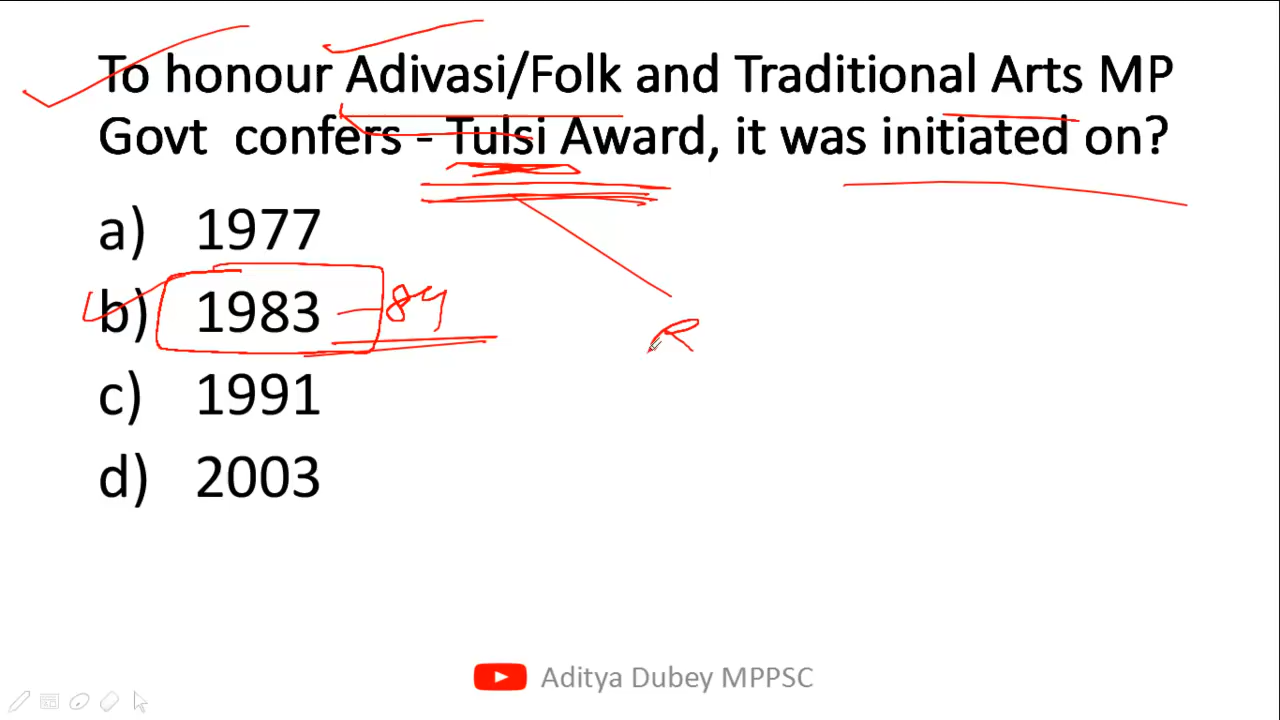 To honour Adivasi/Folk and Traditional Arts MP
Govt confers - Tulsi Award, it was initiated on?
a) 1977
b) 1983 - 84
c) 1991
d) 2003
Aditya Dubey MPPSC